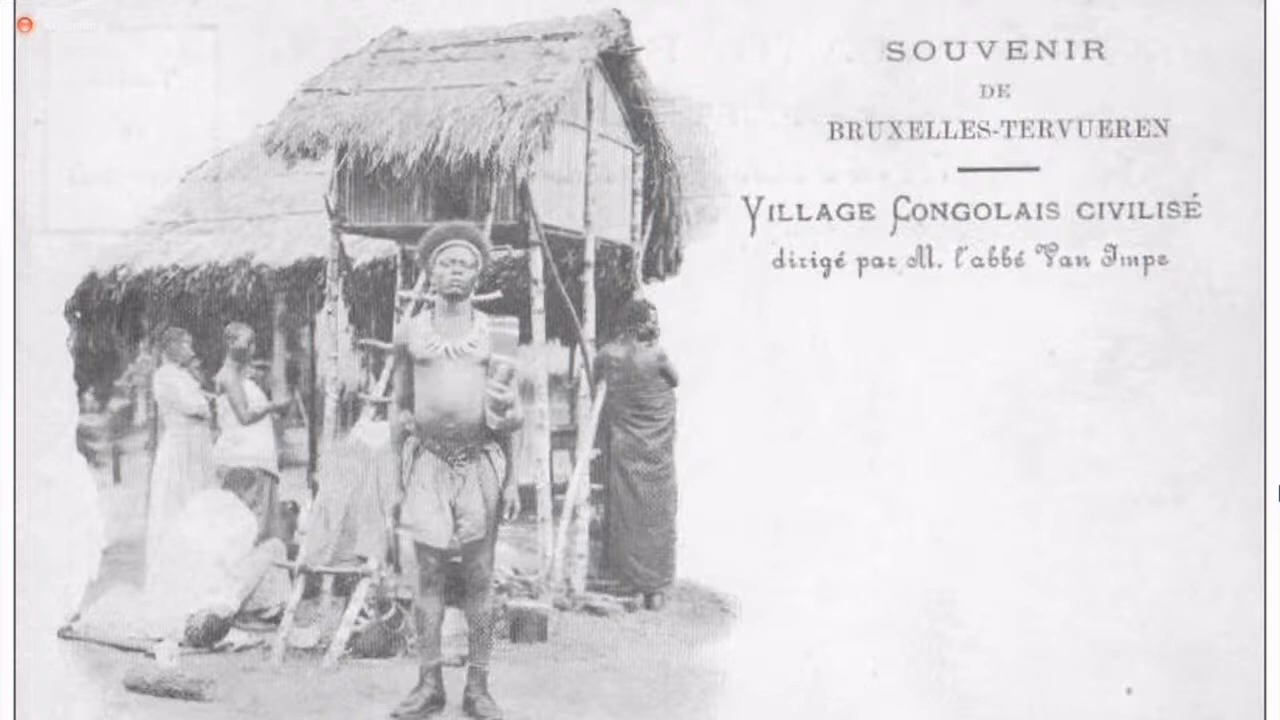 SOUVENIR
DE
BRUXELLES-TERVUEREN
VILLAGE CONGOLAIS CIVILISÉ
dirigé par M. l'abbé Van Impe